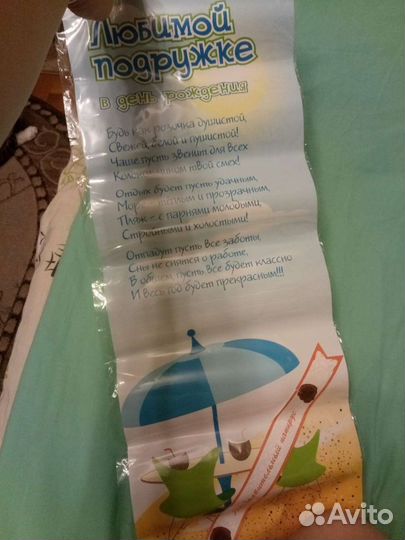 Любимой
подружке
в день рождения
Будь как розочка душистой,
Свежей, белой и пушистой!
Чаще пусть звенит для всех
Колокольчиком твой смех!
Отдых будет пусть удачным,
Море - тёплым и прозрачным,
Пляж - с парнями молодыми,
Стройными и холостыми!
Отпадут пусть все заботы,
Сны не снятся о работе,
В общем, пусть все будет классно
И весь год будет прекрасным!!!
Avito